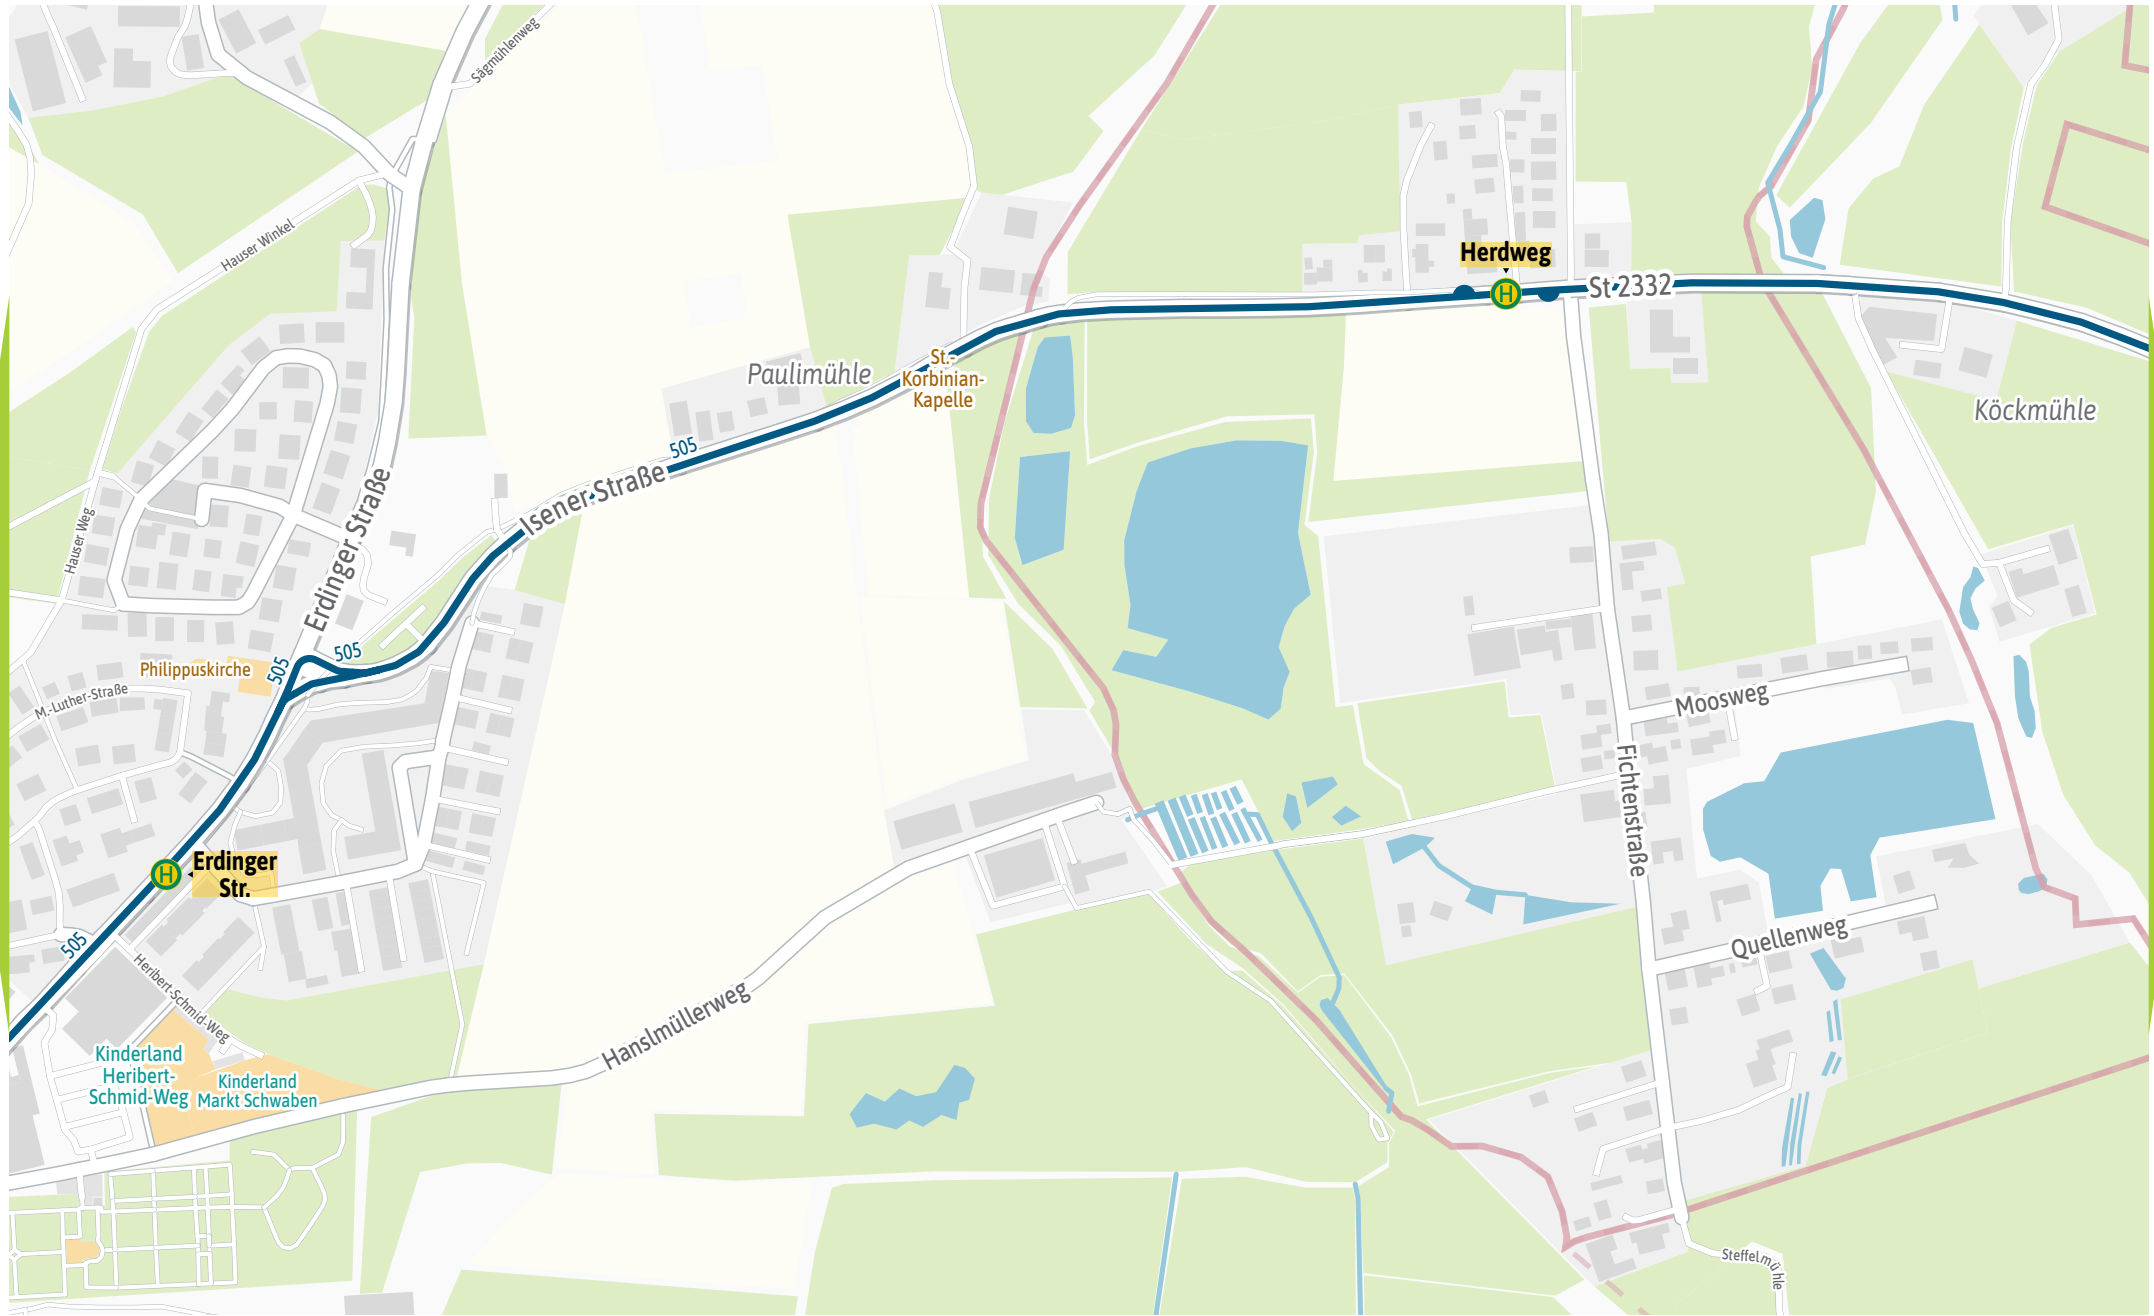 Sägmühlenweg
Hauser Winkel
Herdweg
H
St 2332
St.-
Korbinian-
Kapelle
Paulimühle
Köckmühle
505
Isener Straße
Erdinger Straße
Hauser Weg
505
505
Philippuskirche
M.-Luther-Straße
Moosweg
Fichtenstraße
H
Erdinger
Str.
505
Quellenweg
Heribert-Schmid-Weg
Hanslmüllerweg
Kinderland
Heribert-
Schmid-Weg
Kinderland
Markt Schwaben
Steffelmühle